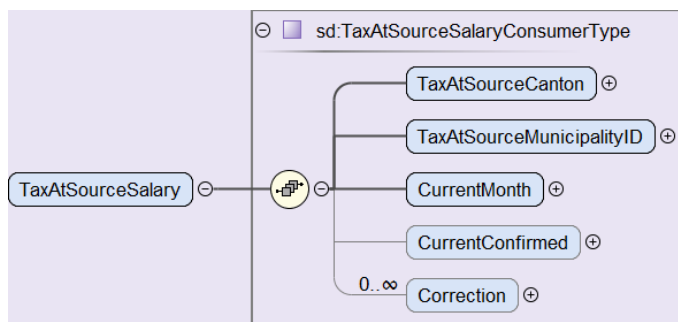 sd:TaxAtSourceSalaryConsumerType
TaxAtSourceCanton
TaxAtSourceMunicipalityID
TaxAtSourceSalary
CurrentMonth
CurrentConfirmed
0..∞
Correction